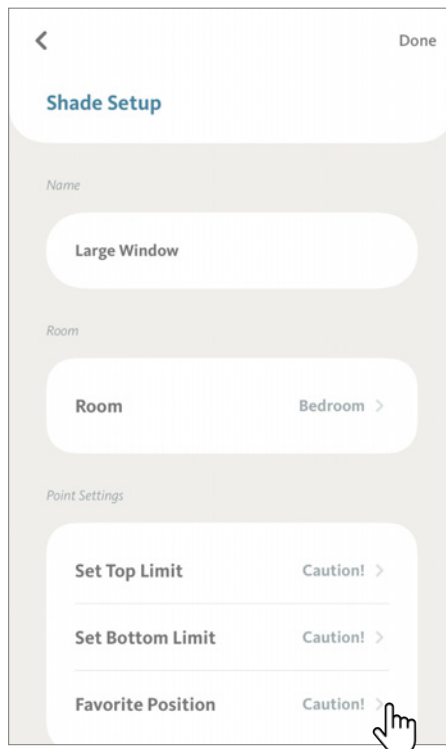 Done
Shade Setup
Name
Large Window
Room
Room Bedroom
Point Settings
Set Top Limit Caution!
Set Bottom Limit Caution!
Favorite Position Caution!